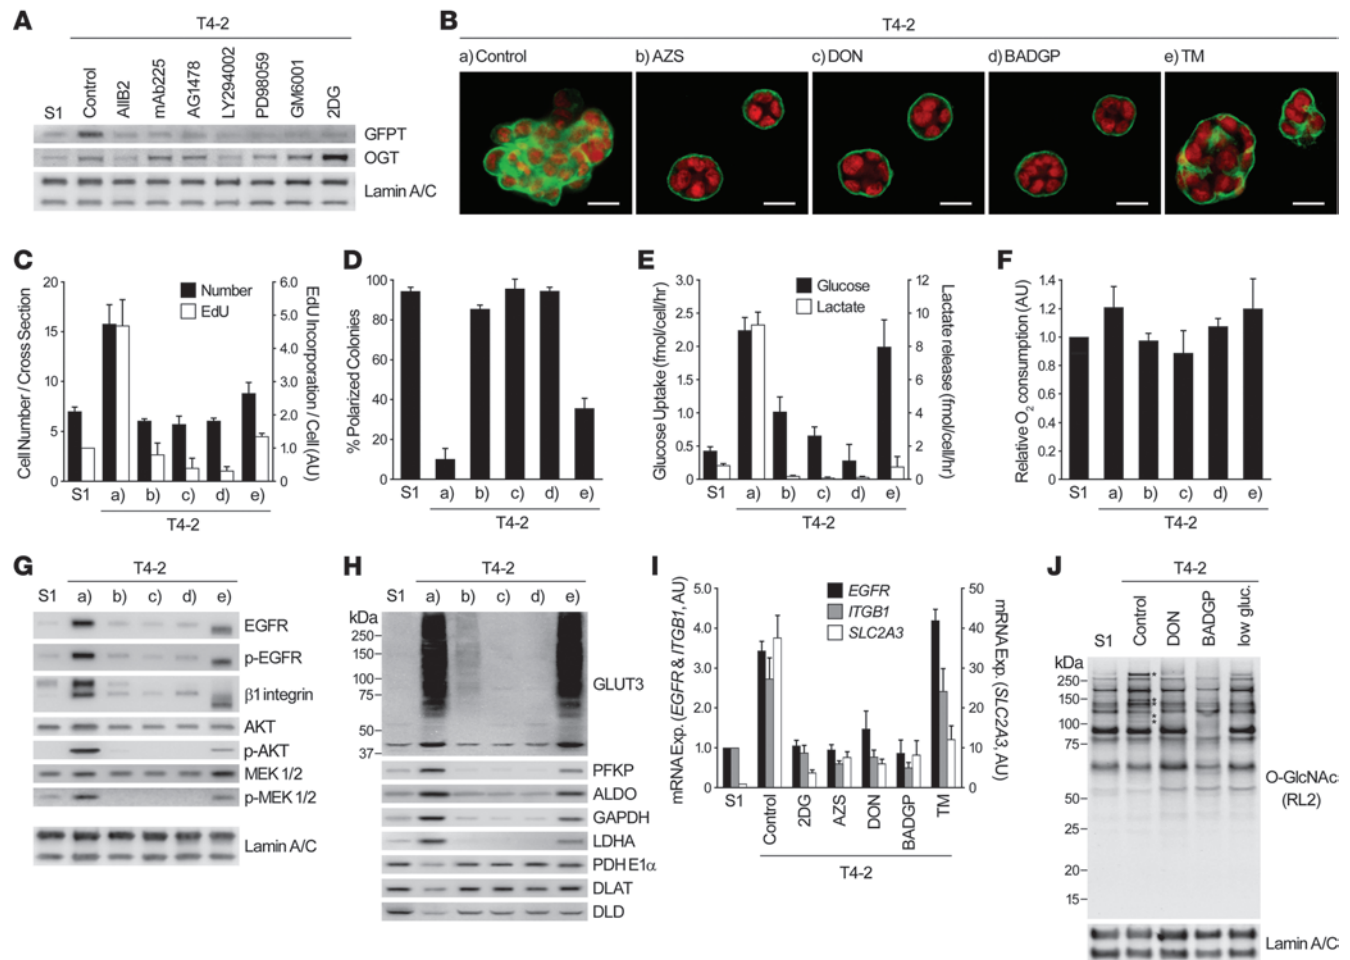 A
T4-2
S1
Control
AIIB2
mAb225
AG1478
LY294002
PD98059
GM6001
2DG
GFPT
OGT
Lamin A/C
B
T4-2
a) Control
b) AZS
c) DON
d) BADGP
e) TM
C
Cell Number / Cross Section
20
15
10
5
0
Number
EdU
6.0
5.0
4.0
3.0
2.0
1.0
0
EdU Incorporation / Cell (AU)
S1 a) b) c) d) e)
T4-2
D
% Polarized Colonies
100
80
60
40
20
0
S1 a) b) c) d) e)
T4-2
E
Glucose Uptake (fmol/cell/hr)
3.0
2.5
2.0
1.5
1.0
0.5
0
Glucose
Lactate
12
10
8
6
4
2
0
Lactate release (fmol/cell/hr)
S1 a) b) c) d) e)
T4-2
F
Relative O2 consumption (AU)
1.4
1.2
1.0
0.8
0.6
0.4
0.2
0
S1 a) b) c) d) e)
T4-2
G
T4-2
S1 a) b) c) d) e)
EGFR
p-EGFR
β1 integrin
AKT
p-AKT
MEK 1/2
p-MEK 1/2
Lamin A/C
H
T4-2
S1 a) b) c) d) e)
kDa
250
150
100
75
50
37
GLUT3
PFKP
ALDO
GAPDH
LDHA
PDH E1α
DLAT
DLD
I
mRNA Exp. (EGFR & ITGB1, AU)
5.0
4.0
3.0
2.0
1.0
0
EGFR
ITGB1
SLC2A3
50
40
30
20
10
0
mRNA Exp. (SLC2A3, AU)
S1
Control
2DG
AZS
DON
BADGP
TM
T4-2
J
T4-2
S1
Control
DON
BADGP
low gluc.
kDa
250
150
100
75
50
25
20
15
O-GlcNAc
(RL2)
Lamin A/C